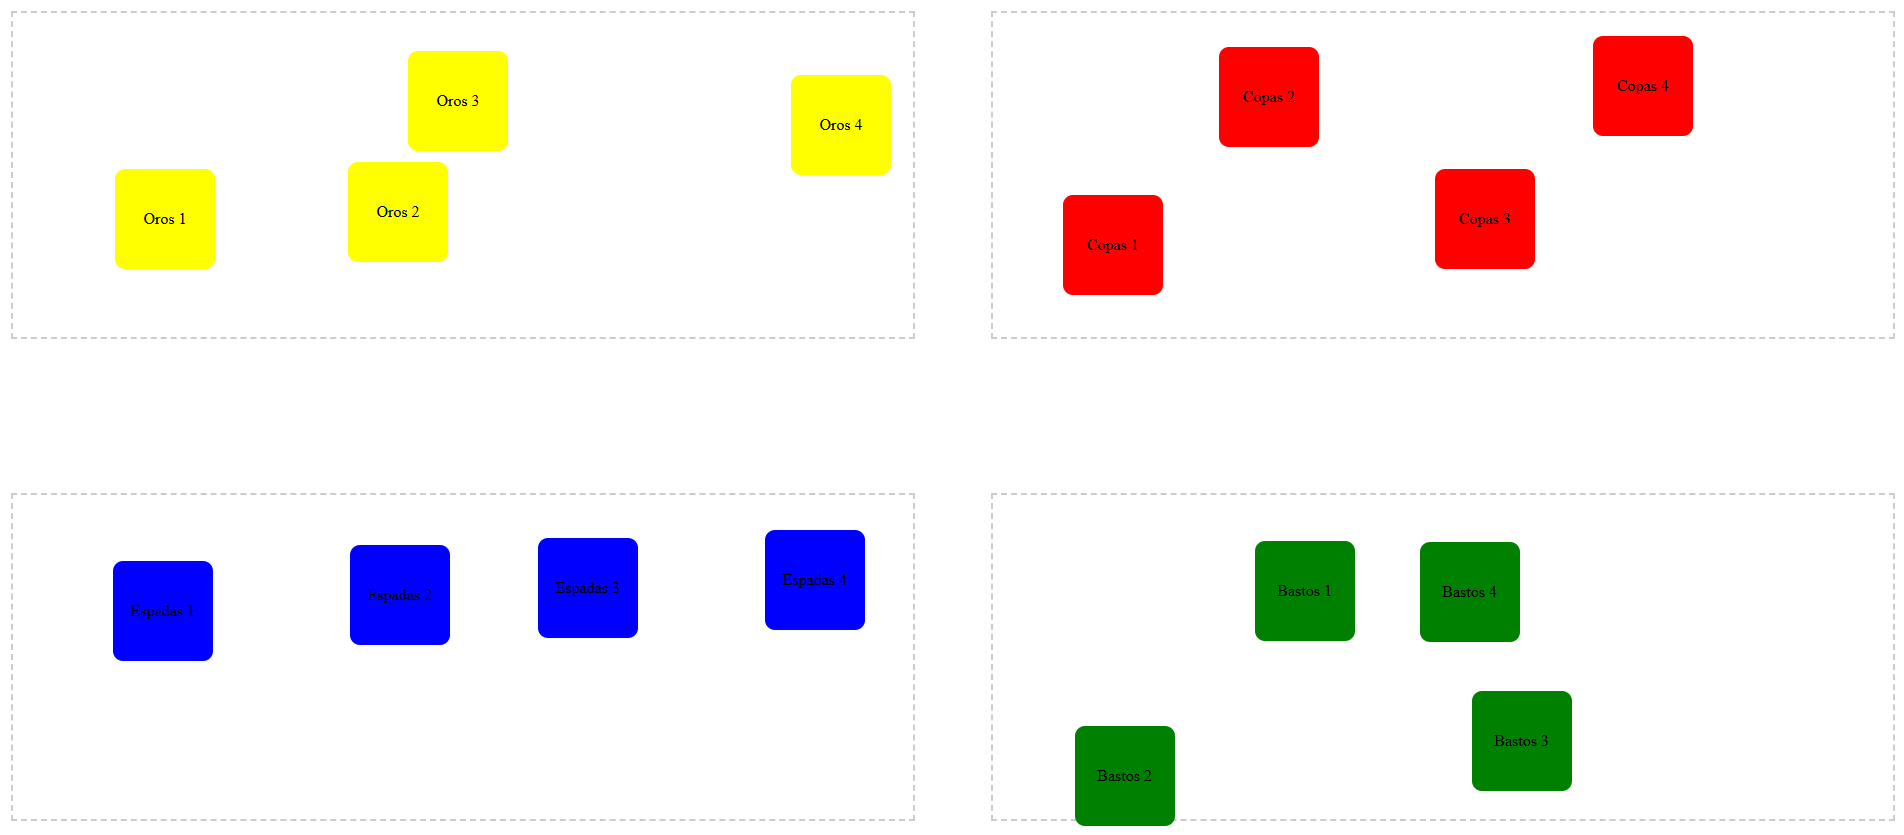 Oros 3
Oros 4
Oros 1
Oros 2
Copas 2
Copas 4
Copas 1
Copas 3
Espadas 1
Espadas 2
Espadas 3
Espadas 4
Bastos 1
Bastos 4
Bastos 2
Bastos 3